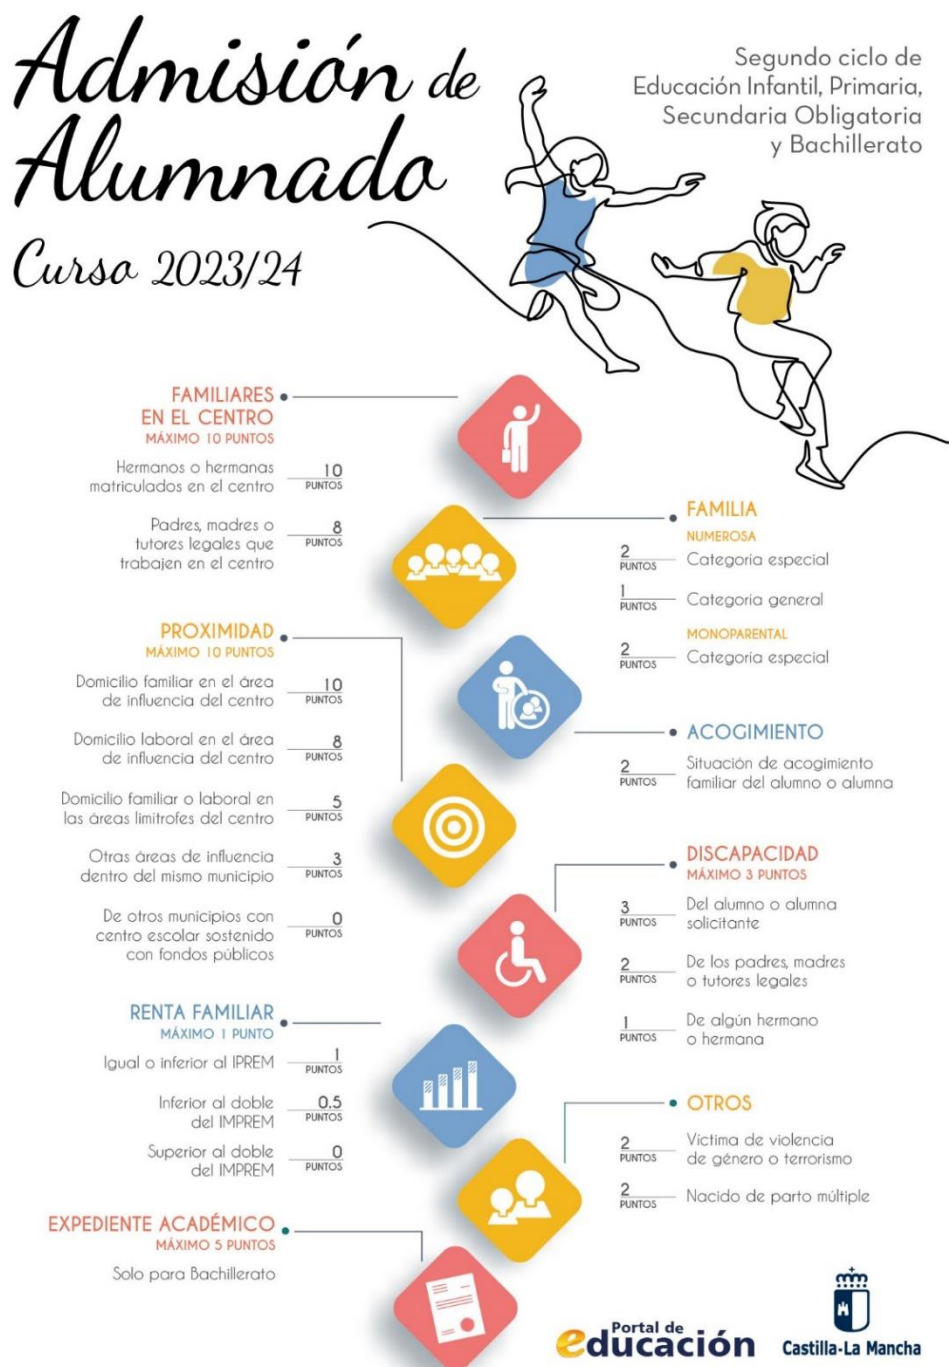 Admisión de
Alumnado
Curso 2023/24
Segundo ciclo de
Educación Infantil, Primaria,
Secundaria Obligatoria
y Bachillerato
FAMILIARES
EN EL CENTRO
MÁXIMO 10 PUNTOS
Hermanos o hermanas
matriculados en el centro
10
PUNTOS
Padres, madres o
tutores legales que
trabajen en el centro
8
PUNTOS
FAMILIA
NUMEROSA
2
PUNTOS
Categoría especial
1
PUNTOS
Categoría general
MONOPARENTAL
2
PUNTOS
Categoría especial
PROXIMIDAD
MÁXIMO 10 PUNTOS
Domicilio familiar en el área
de influencia del centro
10
PUNTOS
Domicilio laboral en el área
de influencia del centro
8
PUNTOS
Domicilio familiar o laboral en
las áreas limítrofes del centro
5
PUNTOS
Otras áreas de influencia
dentro del mismo municipio
3
PUNTOS
De otros municipios con
centro escolar sostenido
con fondos públicos
0
PUNTOS
ACOGIMIENTO
2
PUNTOS
Situación de acogimiento
familiar del alumno o alumna
DISCAPACIDAD
MÁXIMO 3 PUNTOS
3
PUNTOS
Del alumno o alumna
solicitante
2
PUNTOS
De los padres, madres
o tutores legales
1
PUNTOS
De algún hermano
o hermana
RENTA FAMILIAR
MÁXIMO 1 PUNTO
Igual o inferior al IPREM
1
PUNTOS
Inferior al doble
del IMPREM
0.5
PUNTOS
Superior al doble
del IMPREM
0
PUNTOS
OTROS
2
PUNTOS
Víctima de violencia
de género o terrorismo
2
PUNTOS
Nacido de parto múltiple
EXPEDIENTE ACADÉMICO
MÁXIMO 5 PUNTOS
Solo para Bachillerato
Portal de
educación
Castilla-La Mancha